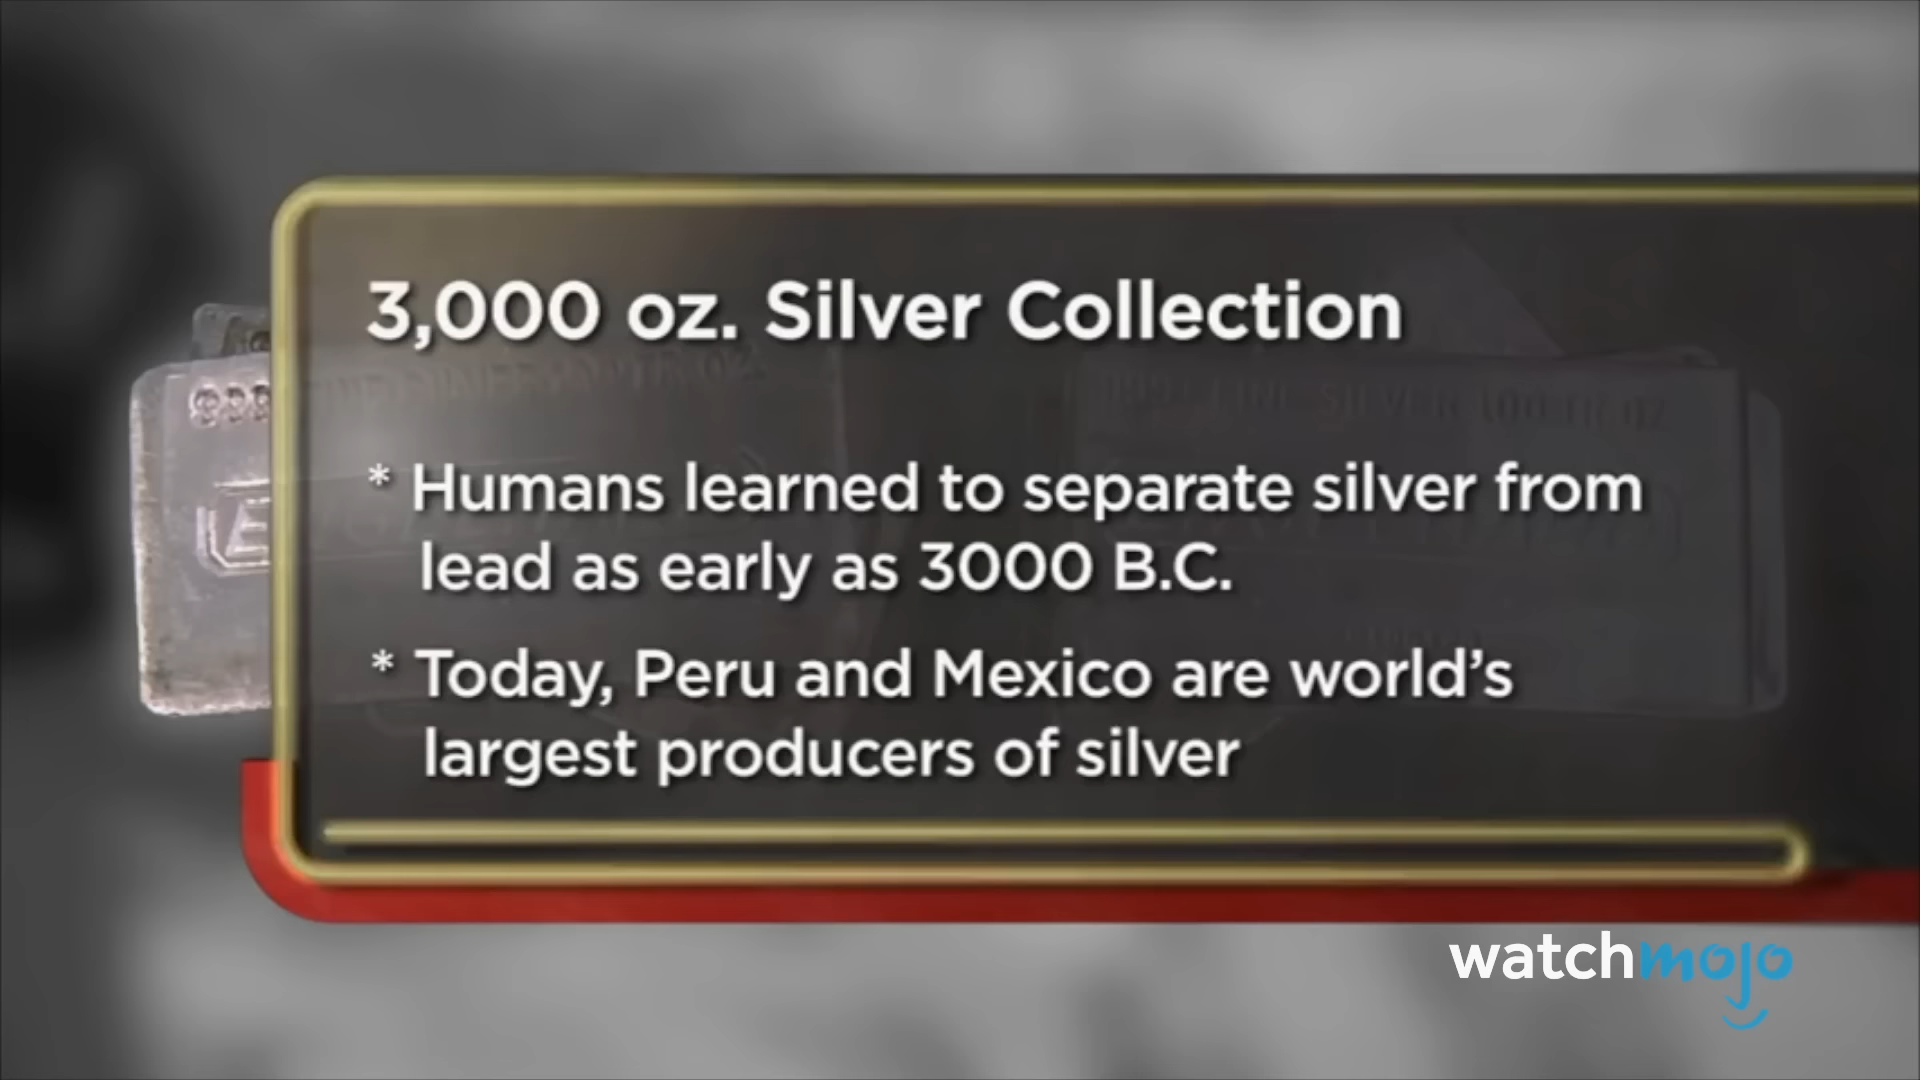 3,000 oz. Silver Collection
999
* Humans learned to separate silver from
lead as early as 3000 B.C.
* Today, Peru and Mexico are world's
largest producers of silver
watchmojo